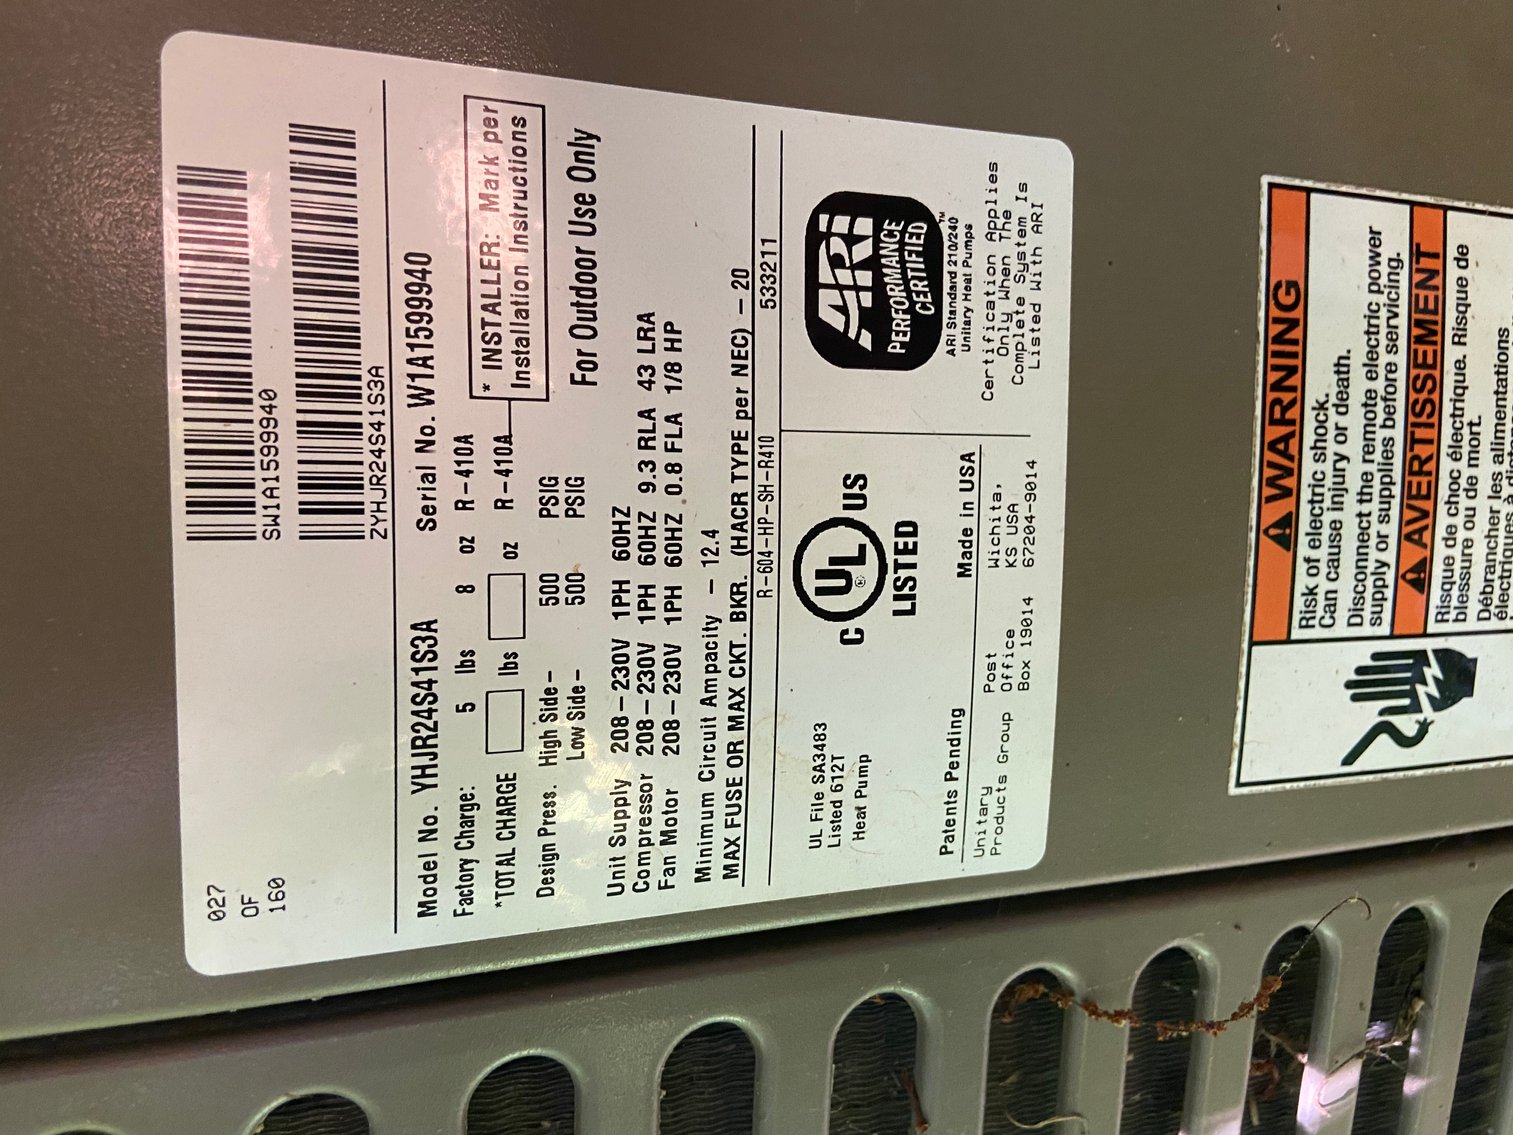 027
OF
160
SW1A1599940
ZYHJR24S41S3A
Model No. YHJR24S41S3A Serial No. W1A1599940
Factory Charge: 5 lbs 8 oz R-410A
*TOTAL CHARGE lbs oz R-410A
* INSTALLER: Mark per
Installation Instructions
Design Press. High Side- 500 PSIG
Low Side- 500 PSIG
For Outdoor Use Only
Unit Supply 208-230V 1PH 60HZ
Compressor 208-230V 1PH 60HZ 9.3 RLA 43 LRA
Fan Motor 208-230V 1PH 60HZ 0.8 FLA 1/8 HP
Minimum Circuit Ampacity - 12.4
MAX FUSE OR MAX CKT. BKR. (HACR TYPE per NEC) - 20
R-604-HP-SH-R410 533211
UL File SA3483
Listed 612T
Heat Pump
C UL US
LISTED
®
Patents Pending Made in USA
Unitary
Products Group
Post
Office
Box 19014
Wichita,
KS USA
67204-9014
ARI
PERFORMANCE
CERTIFIED
TM
ARI Standard 210/240
Unitary Heat Pumps
Certification Applies
Only When The
Complete System Is
Listed With ARI
WARNING
Risk of electric shock.
Can cause injury or death.
Disconnect the remote electric power
supply or supplies before servicing.
AVERTISSEMENT
Risque de choc électrique. Risque de
blessure ou de mort.
Débrancher les alimentations
électriques à